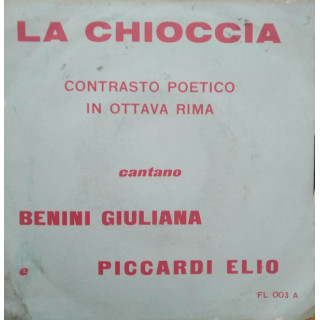 LA CHIOCCIA
CONTRASTO POETICO
IN OTTAVA RIMA
cantano
BENINI GIULIANA
e PICCARDI ELIO
FL 003 A